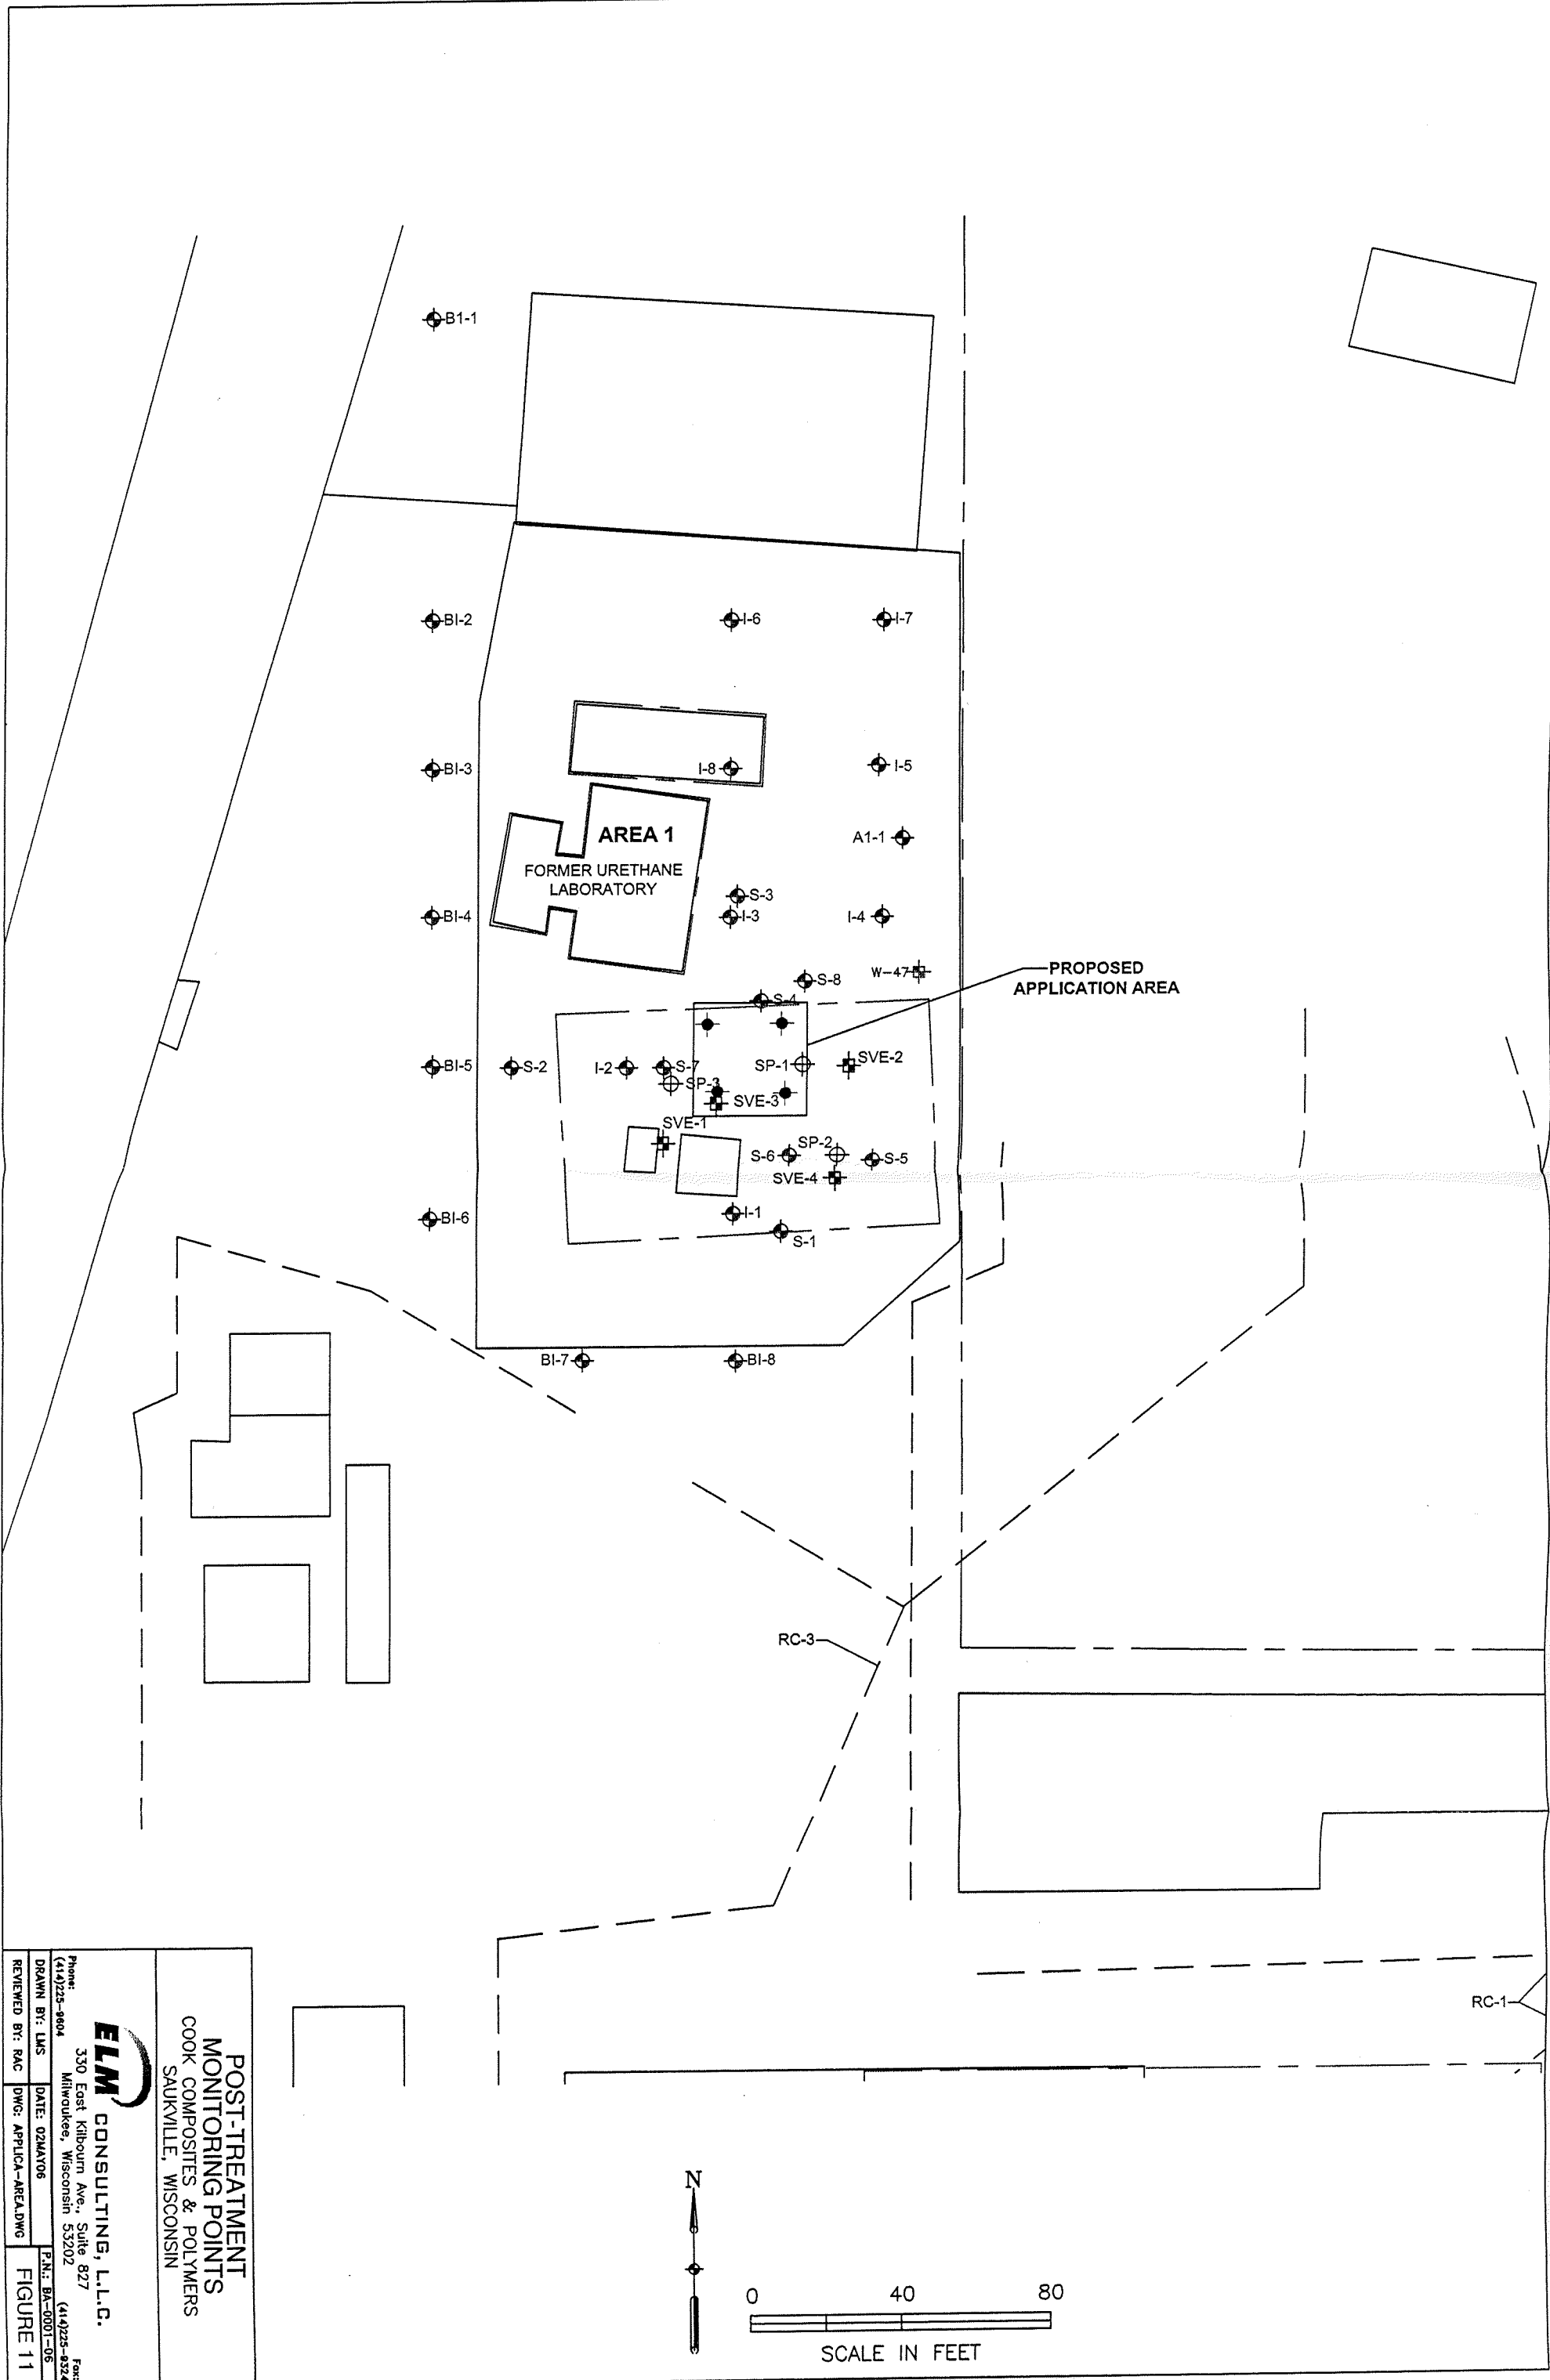 B1-1
BI-2
I-6
I-7
BI-3
I-8
I-5
AREA 1
A1-1
FORMER URETHANE
LABORATORY
S-3
BI-4
I-3
I-4
W-47
PROPOSED
APPLICATION AREA
S-8
S-4
BI-5
S-2
I-2
S-7
SP-1
SVE-2
SP-3
SVE-3
SVE-1
SP-2
S-6
S-5
SVE-4
BI-6
I-1
S-1
BI-7
BI-8
RC-3
RC-1
N
0 40 80
SCALE IN FEET
POST-TREATMENT
MONITORING POINTS
COOK COMPOSITES & POLYMERS
SAUKVILLE, WISCONSIN
ELM CONSULTING, L.L.C.
330 East Kilbourn Ave., Suite 827
Milwaukee, Wisconsin 53202
Phone:
(414)225-9604
Fax:
(414)225-9324
DRAWN BY: LMS
DATE: 02MAY06
P.N.: BA-0001-06
REVIEWED BY: RAC
DWG: APPLICA-AREA.DWG
FIGURE 11